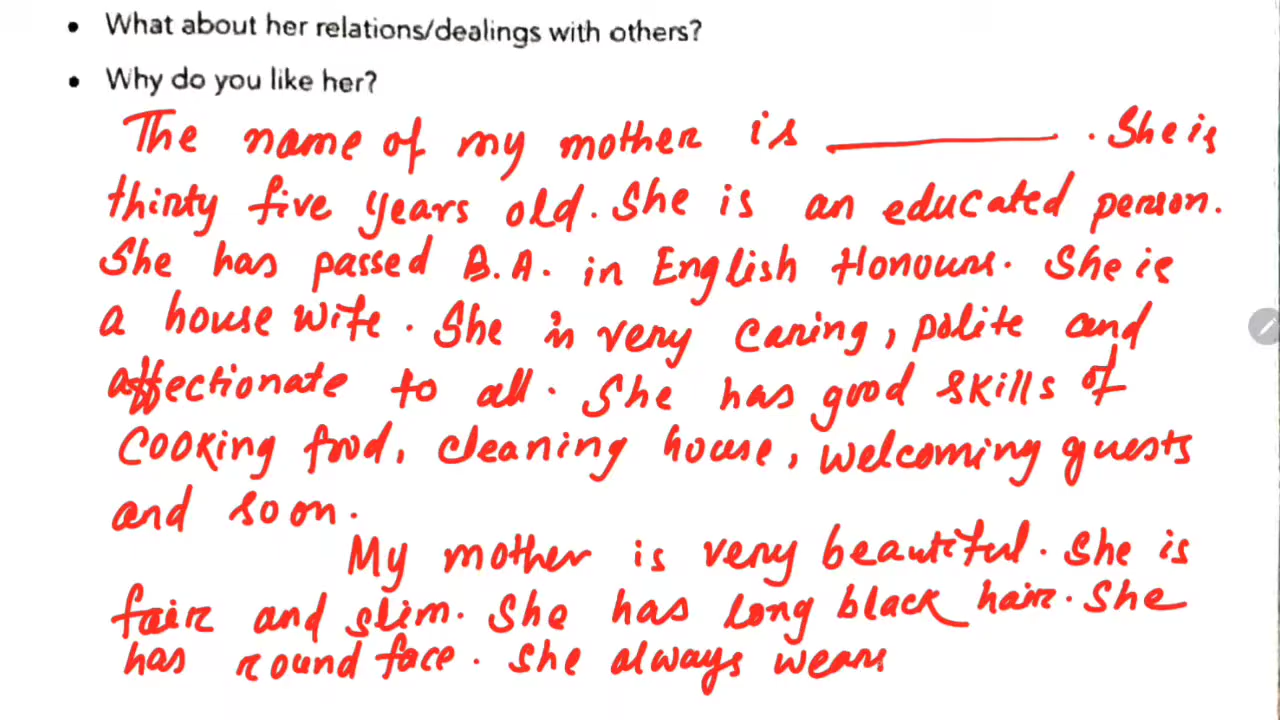 • What about her relations/dealings with others?
• Why do you like her?
The name of my mother is __________. She is
thirty five years old. She is an educated person.
She has passed B.A. in English Honours. She is
a house wife. She is very caring, polite and
affectionate to all. She has good skills of
cooking food, cleaning house, welcoming guests
and so on.
My mother is very beautiful. She is
fair and slim. She has long black hair. She
has round face. She always wears